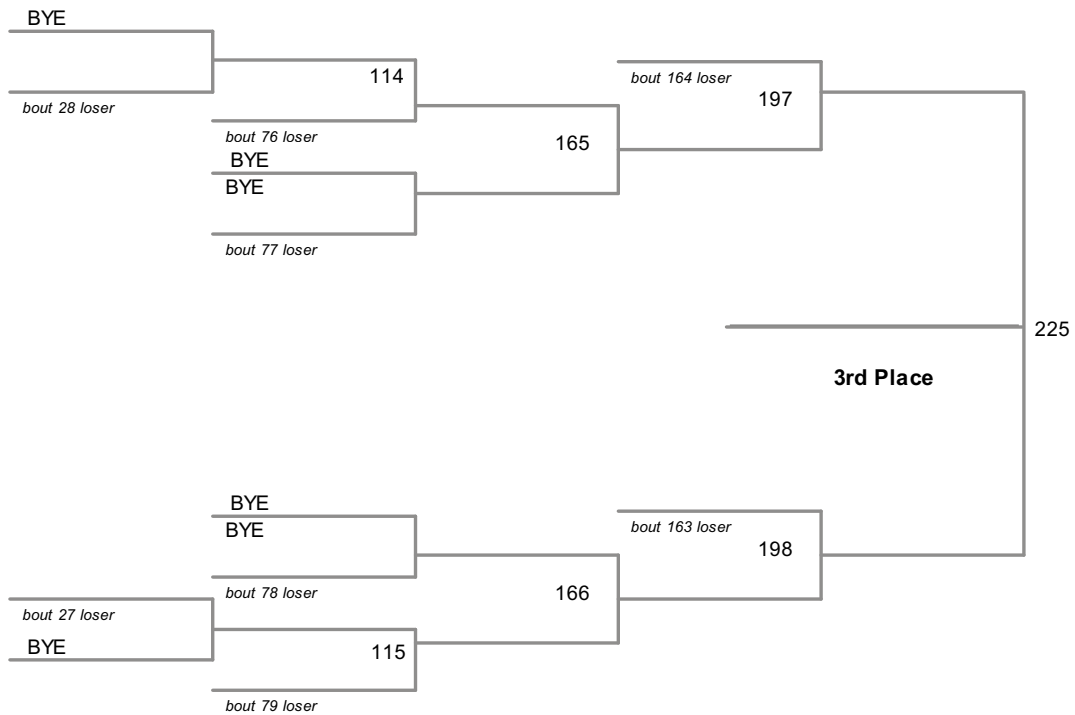 BYE
bout 28 loser
114
bout 76 loser
BYE
BYE
bout 77 loser
165
bout 164 loser
197
225
3rd Place
BYE
BYE
bout 78 loser
bout 27 loser
BYE
115
bout 79 loser
166
bout 163 loser
198